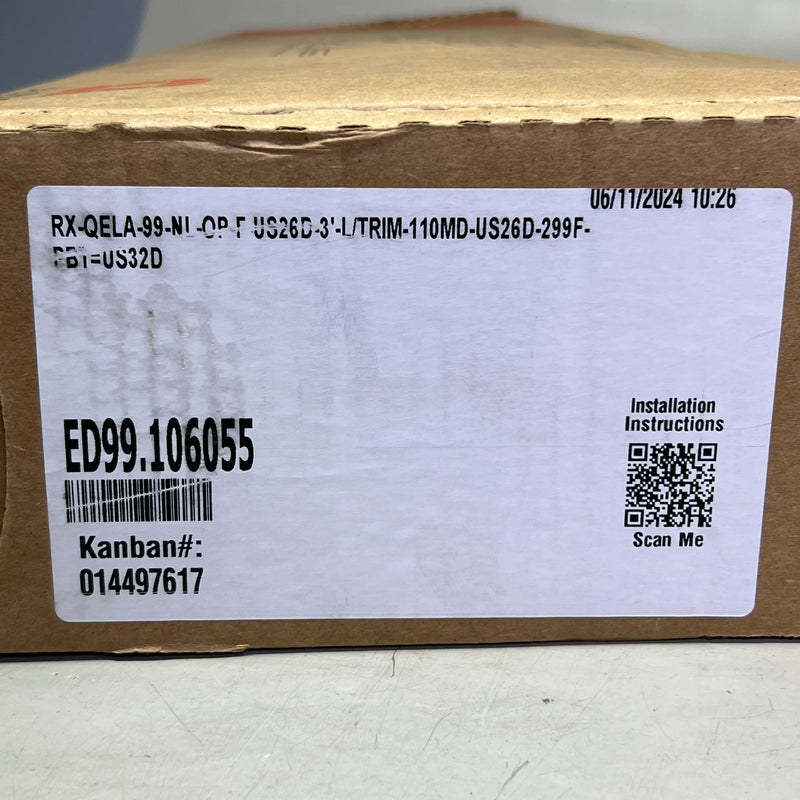 06/11/2024 10:26
RX-QELA-99-NL-OP-F-US26D-3'-L/TRIM-110MD-US26D-299F-
=US32D
ED99.106055
Installation
Instructions
Kanban#:
014497617
Scan Me